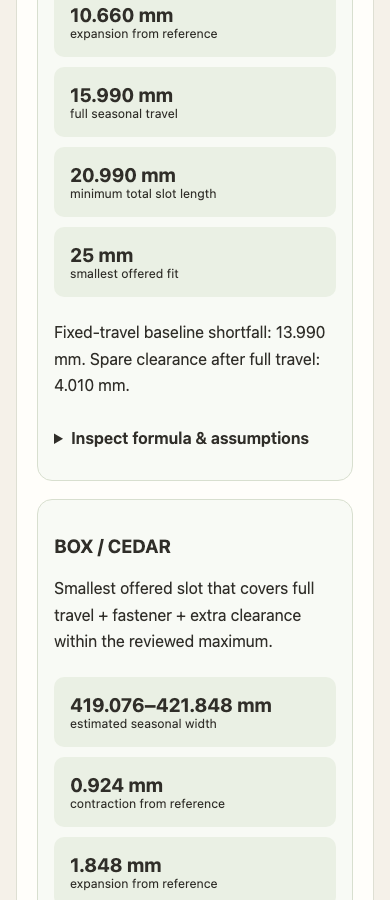 10.660 mm
expansion from reference
15.990 mm
full seasonal travel
20.990 mm
minimum total slot length
25 mm
smallest offered fit
Fixed-travel baseline shortfall: 13.990
mm. Spare clearance after full travel:
4.010 mm.
▶ Inspect formula & assumptions
BOX / CEDAR
Smallest offered slot that covers full
travel + fastener + extra clearance
within the reviewed maximum.
419.076–421.848 mm
estimated seasonal width
0.924 mm
contraction from reference
1.848 mm
expansion from reference